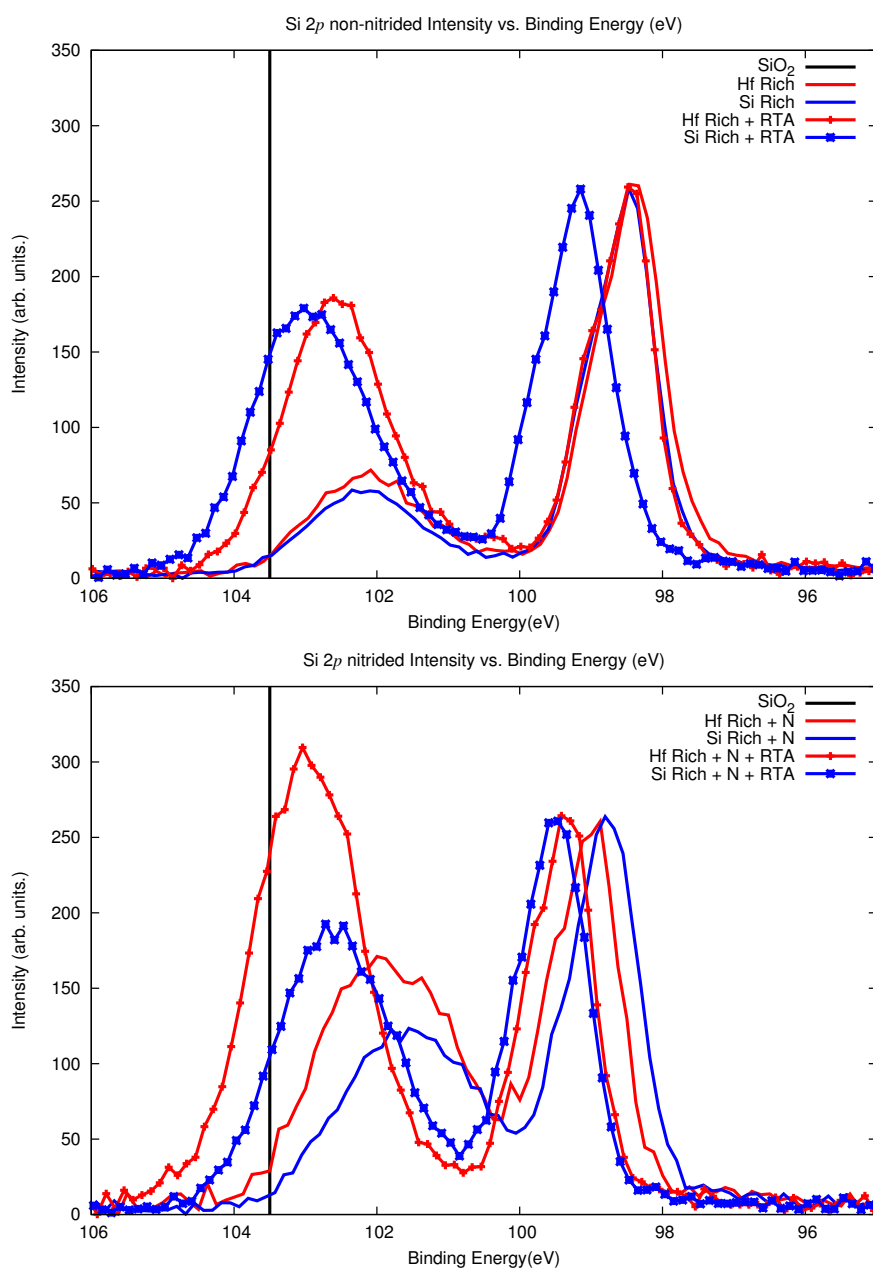 Si 2p non-nitrided Intensity vs. Binding Energy (eV)
350
300
250
200
150
100
50
0
Intensity (arb. units.)
SiO2
Hf Rich
Si Rich
Hf Rich + RTA
Si Rich + RTA
106 104 102 100 98 96
Binding Energy(eV)
Si 2p nitrided Intensity vs. Binding Energy (eV)
350
300
250
200
150
100
50
0
Intensity (arb. units.)
SiO2
Hf Rich + N
Si Rich + N
Hf Rich + N + RTA
Si Rich + N + RTA
106 104 102 100 98 96
Binding Energy(eV)